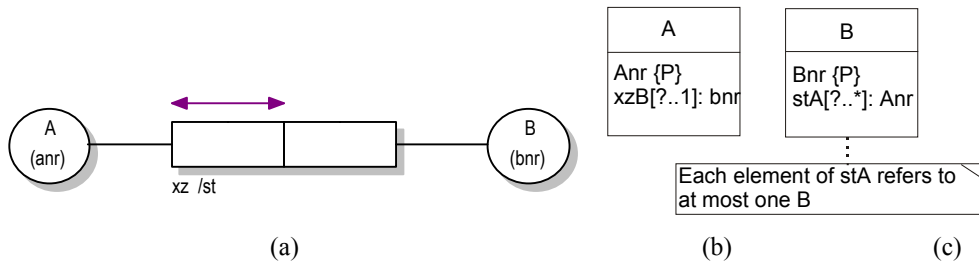 A
(anr)
xz /st
B
(bnr)
(a)
A
Anr {P}
xzB[?..1]: bnr
(b)
B
Bnr {P}
stA[?..*]: Anr
Each element of stA refers to
at most one B
(c)